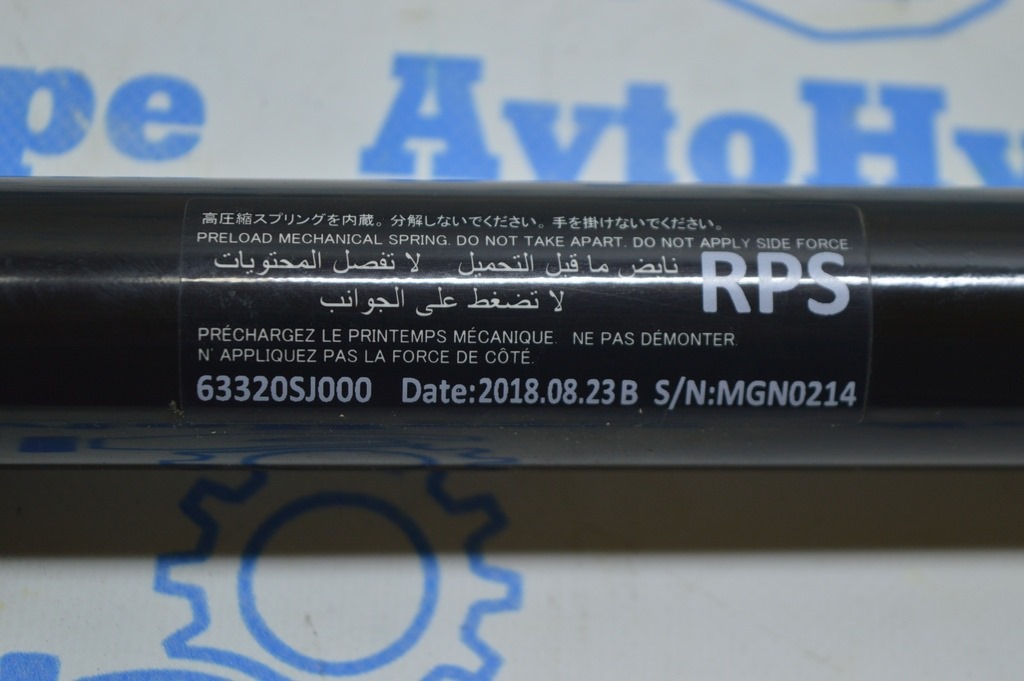 pe AvtoHy
高圧縮スプリングを内蔵。分解しないでください。手を掛けないでください。
PRELOAD MECHANICAL SPRING. DO NOT TAKE APART. DO NOT APPLY SIDE FORCE.
نابض ما قبل التحميل لا تفصل المحتويات
RPS
لا تضغط على الجوانب
PRÉCHARGEZ LE PRINTEMPS MÉCANIQUE. NE PAS DÉMONTER.
N' APPLIQUEZ PAS LA FORCE DE CÔTÉ.
63320SJ000 Date:2018.08.23B S/N:MGN0214